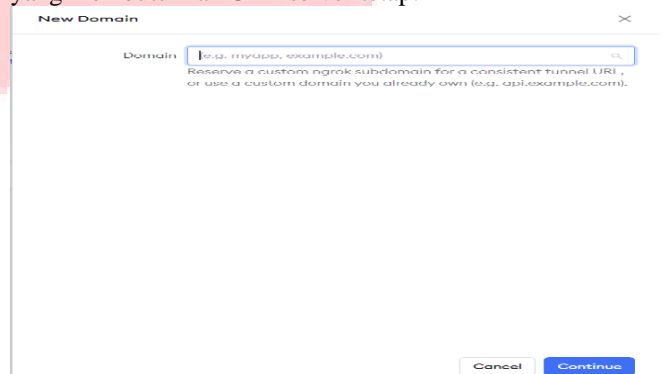 New Domain
Domain
(e.g. myapp, example.com)
Reserve a custom ngrok subdomain for a consistent tunnel URL,
or use a custom domain you already own (e.g. api.example.com).
Cancel
Continue